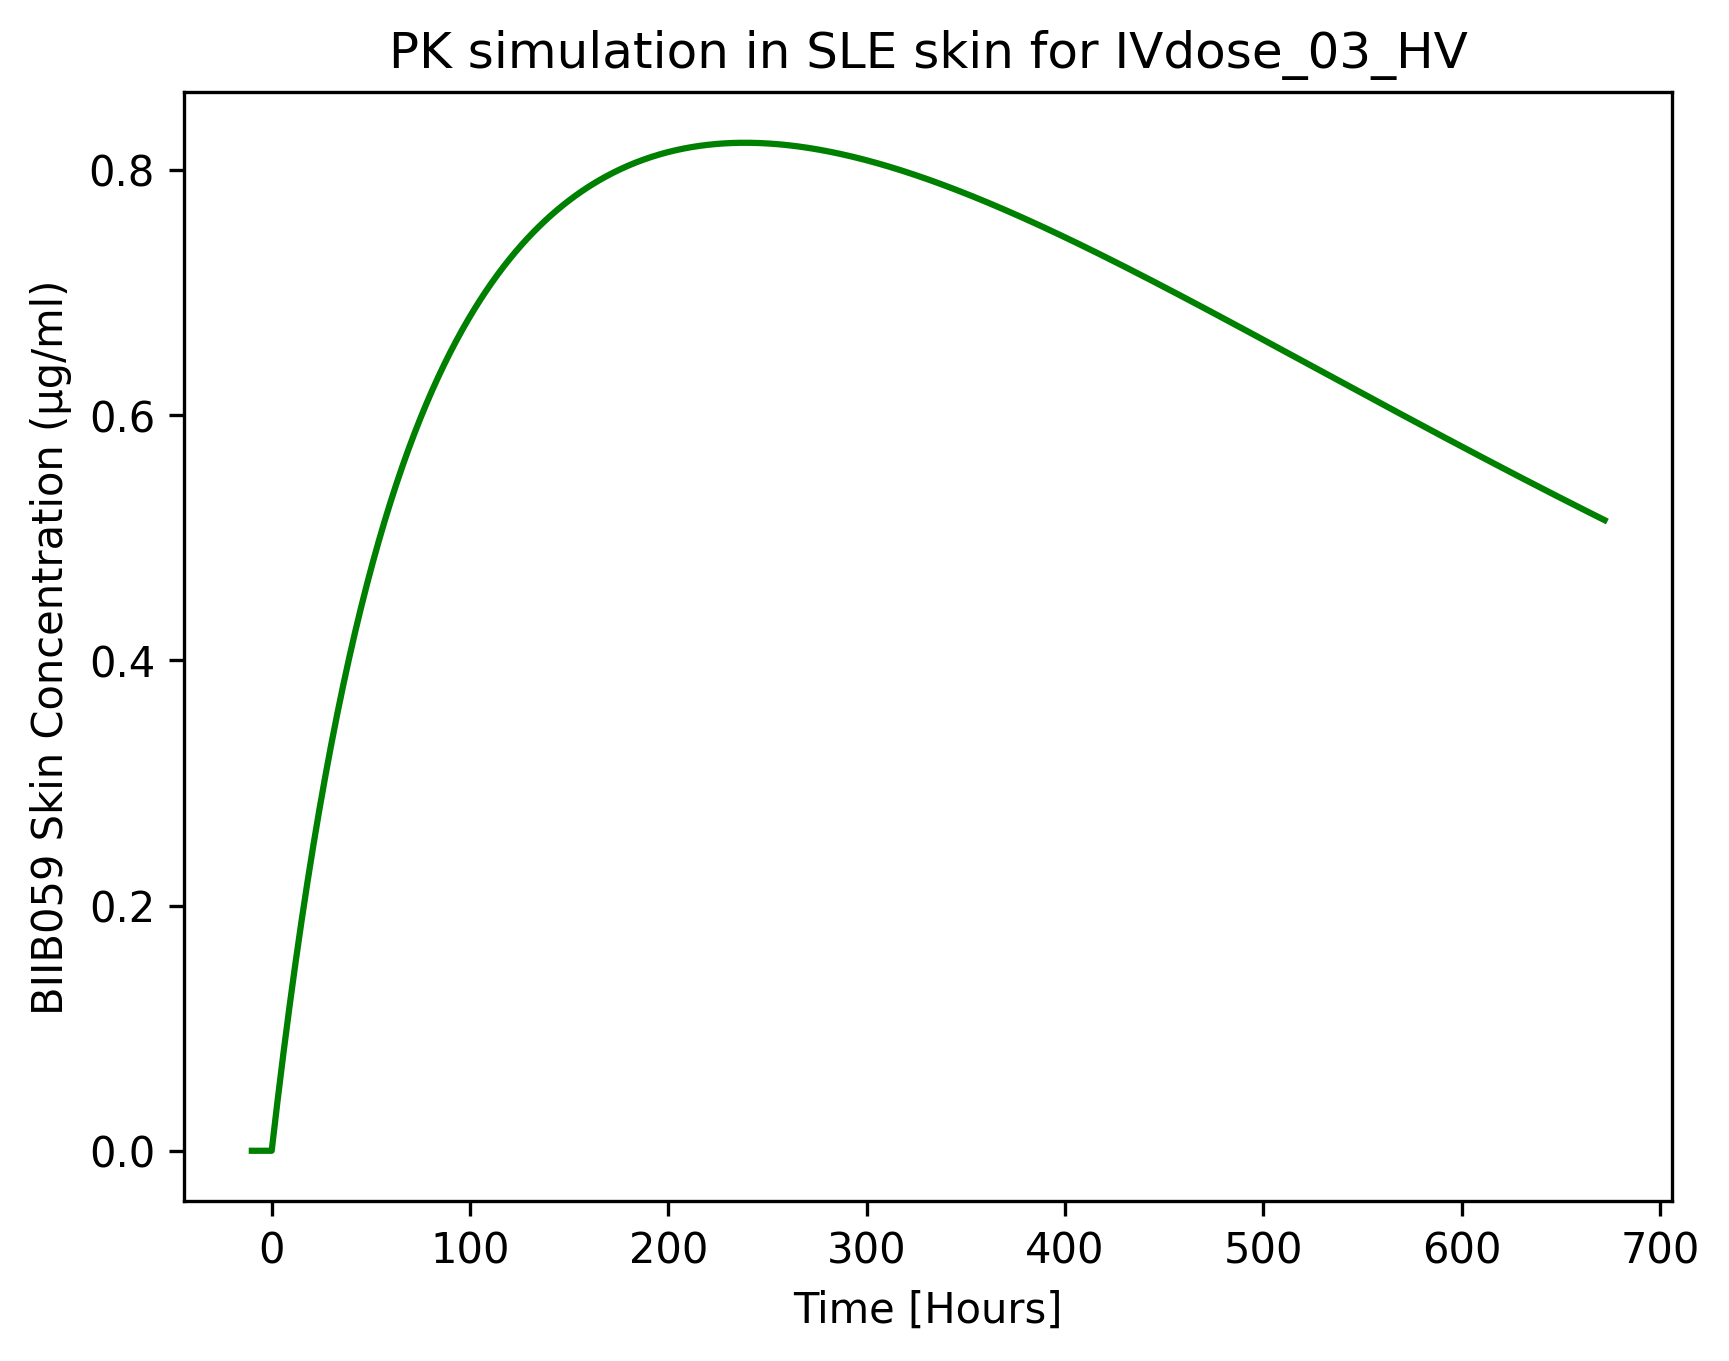 PK simulation in SLE skin for IVdose_03_HV
BIIB059 Skin Concentration (µg/ml)
0.8
0.6
0.4
0.2
0.0
0 100 200 300 400 500 600 700
Time [Hours]